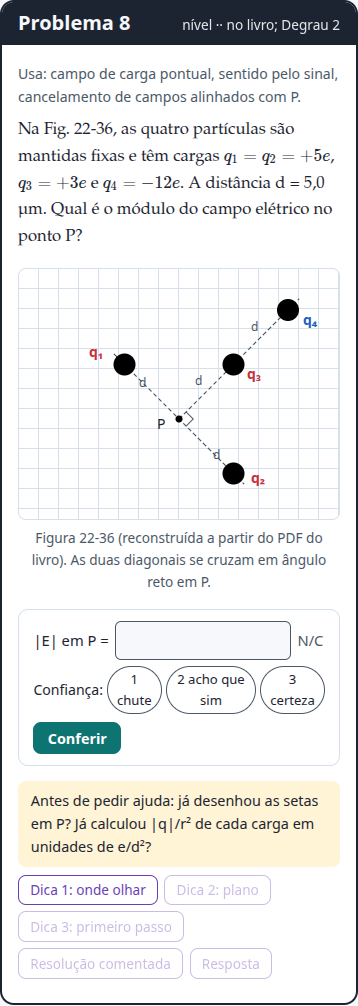 Problema 8
nível ·· no livro; Degrau 2
Usa: campo de carga pontual, sentido pelo sinal,
cancelamento de campos alinhados com P.
Na Fig. 22-36, as quatro partículas são
mantidas fixas e têm cargas q₁ = q₂ = +5e,
q₃ = +3e e q₄ = −12e. A distância d = 5,0
µm. Qual é o módulo do campo elétrico no
ponto P?
q₄
d
q₁
d
d
q₃
P
d
q₂
Figura 22-36 (reconstruída a partir do PDF do
livro). As duas diagonais se cruzam em ângulo
reto em P.
|E| em P =
N/C
Confiança:
1
chute
2 acho que
sim
3
certeza
Conferir
Antes de pedir ajuda: já desenhou as setas
em P? Já calculou |q|/r² de cada carga em
unidades de e/d²?
Dica 1: onde olhar
Dica 2: plano
Dica 3: primeiro passo
Resolução comentada
Resposta